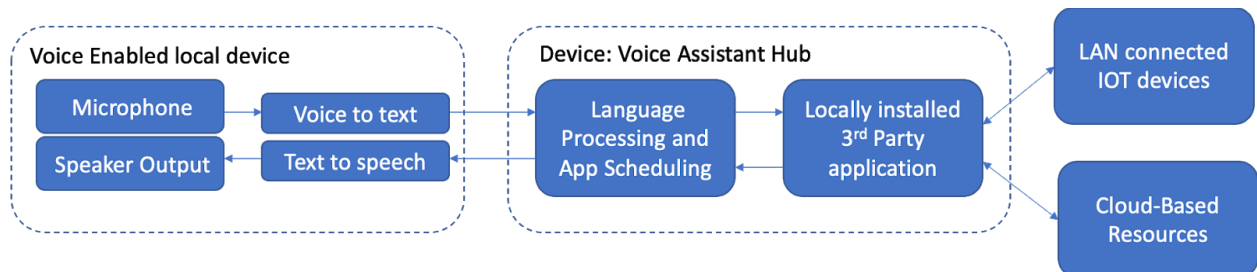 Voice Enabled local device
Microphone
Voice to text
Speaker Output
Text to speech
Device: Voice Assistant Hub
Language
Processing and
App Scheduling
Locally installed
3rd Party
application
LAN connected
IOT devices
Cloud-Based
Resources